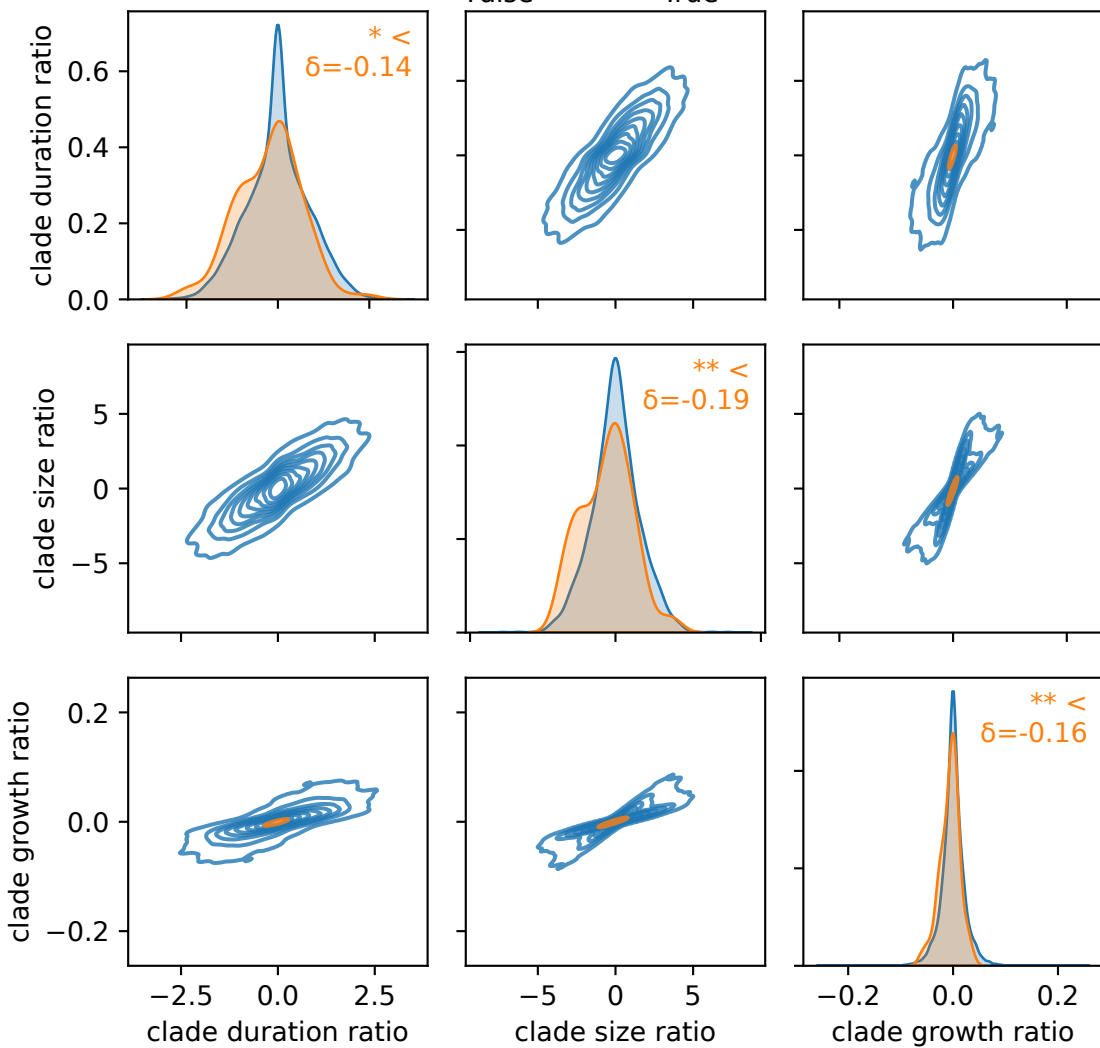 * <
δ=-0.14
clade duration ratio
0.6
0.4
0.2
0.0
** <
δ=-0.19
clade size ratio
5
0
−5
** <
δ=-0.16
clade growth ratio
0.2
0.0
−0.2
−2.5 0.0 2.5
−5 0 5
−0.2 0.0 0.2
clade duration ratio
clade size ratio
clade growth ratio